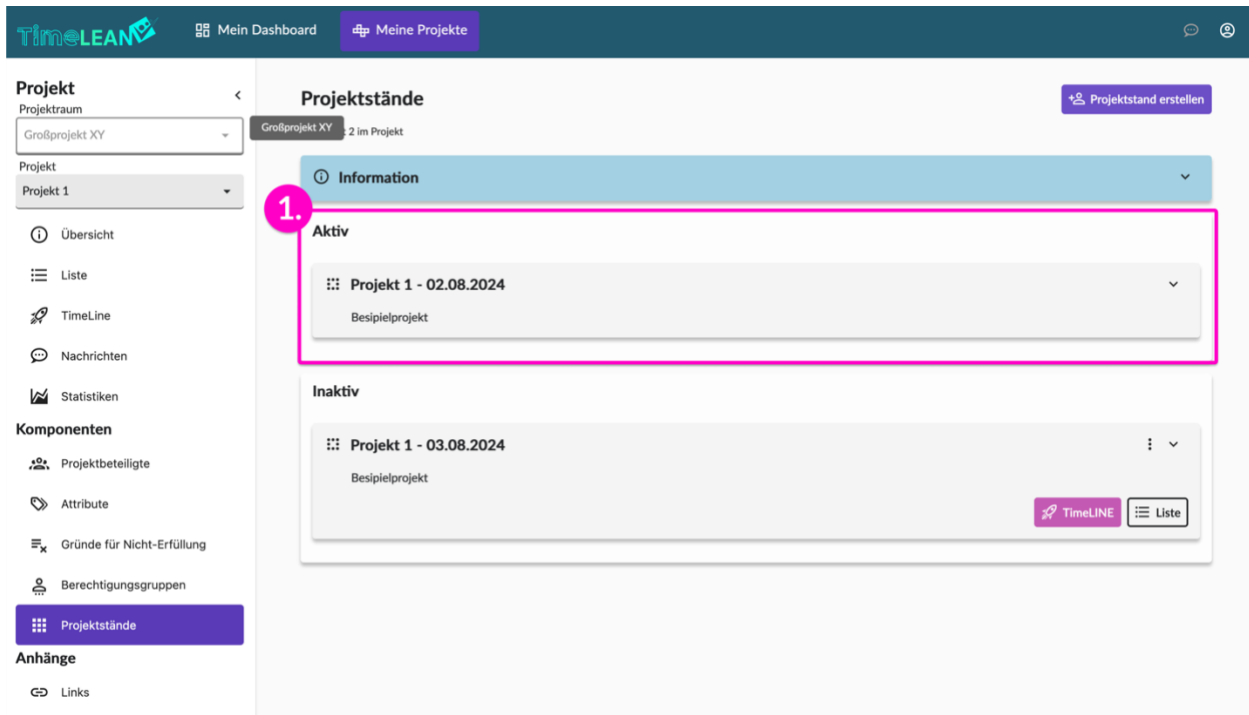 TimeLEAN
Mein Dashboard
Meine Projekte
Projekt
Projektraum
Großprojekt XY
Projekt
Projekt 1
Übersicht
Liste
TimeLine
Nachrichten
Statistiken
Komponenten
Projektbeteiligte
Attribute
Gründe für Nicht-Erfüllung
Berechtigungsgruppen
Projektstände
Anhänge
Links
Projektstände
Projektstand erstellen
Großprojekt XY
2 im Projekt
Information
1.
Aktiv
Projekt 1 - 02.08.2024
Besipielprojekt
Inaktiv
Projekt 1 - 03.08.2024
Besipielprojekt
TimeLINE
Liste